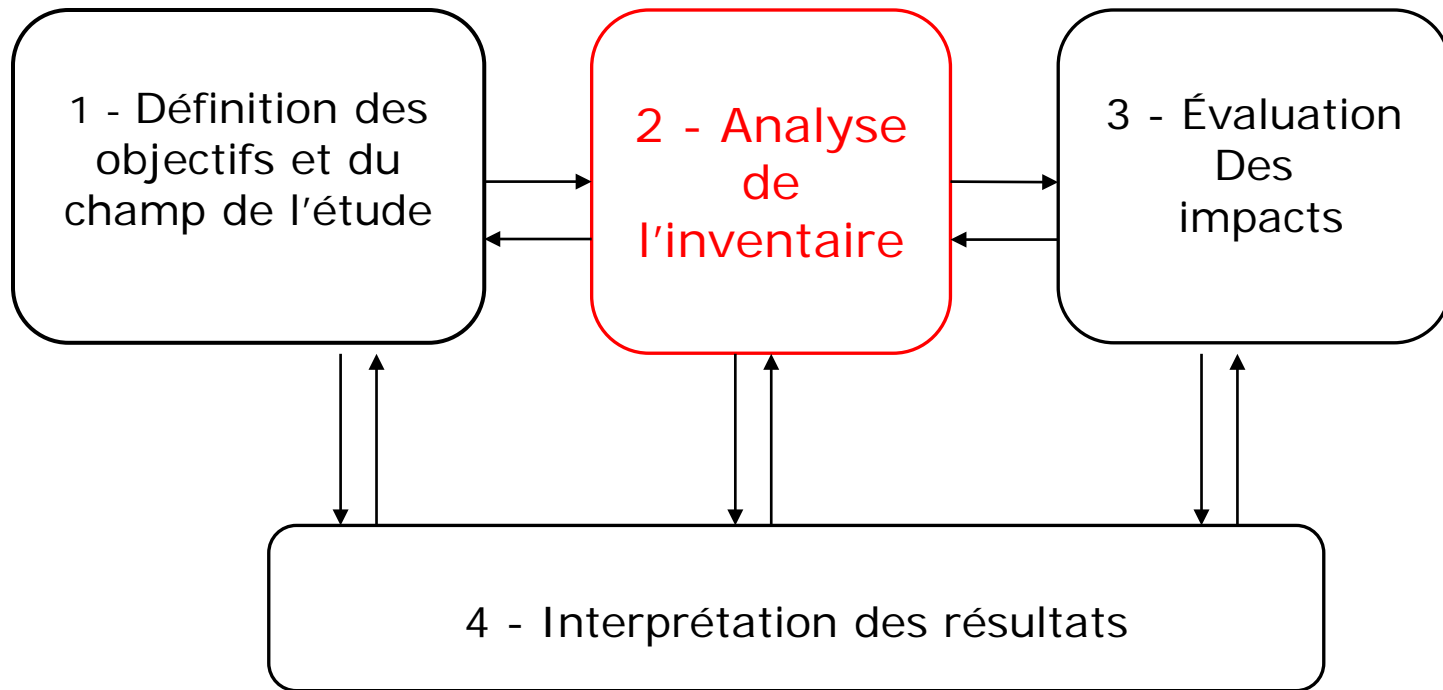 1 - Définition des
objectifs et du
champ de l'étude
2 - Analyse
de
l'inventaire
3 - Évaluation
Des
impacts
4 - Interprétation des résultats